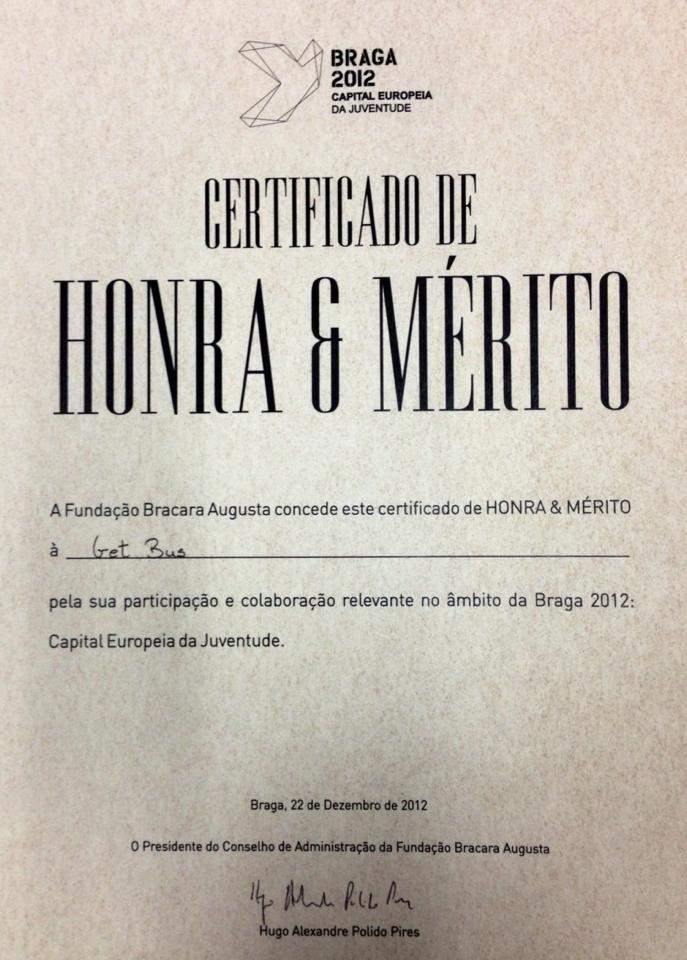 BRAGA
2012
CAPITAL EUROPEIA
DA JUVENTUDE
CERTIFICADO DE
HONRA & MÉRITO
A Fundação Bracara Augusta concede este certificado de HONRA & MÉRITO
à Get Bus
pela sua participação e colaboração relevante no âmbito da Braga 2012:
Capital Europeia da Juventude.
Braga, 22 de Dezembro de 2012
O Presidente do Conselho de Administração da Fundação Bracara Augusta
Hugo Alexandre Polido Pires